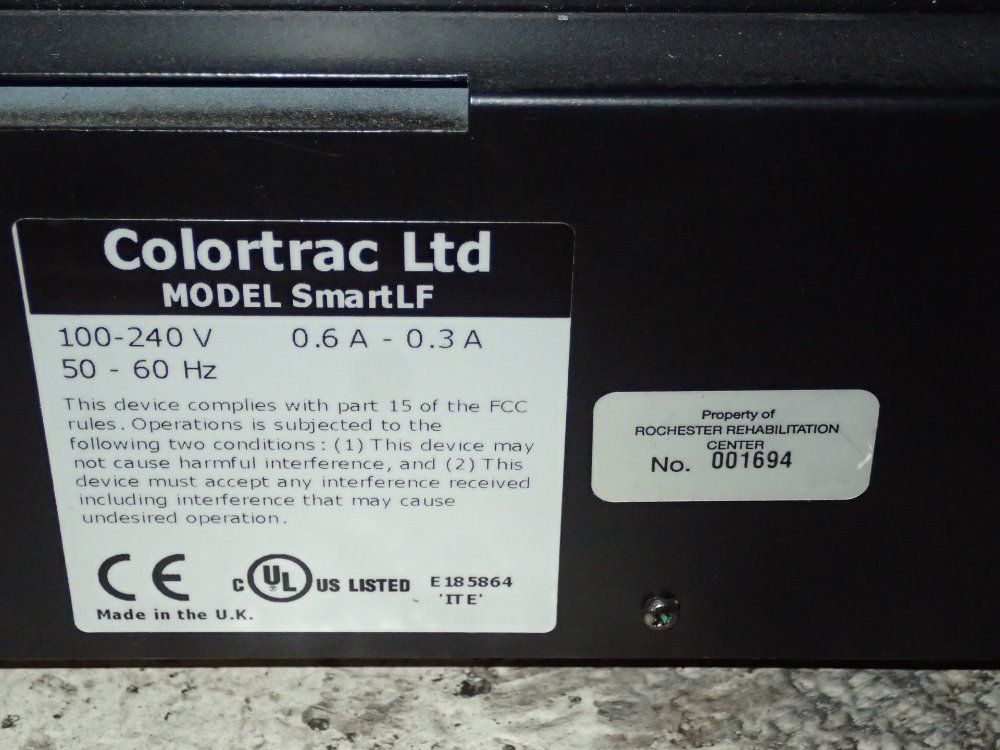 Colortrac Ltd
MODEL SmartLF
100-240 V 0.6 A - 0.3 A
50 - 60 Hz
This device complies with part 15 of the FCC
rules. Operations is subjected to the
following two conditions: (1) This device may
not cause harmful interference, and (2) This
device must accept any interference received
including interference that may cause
undesired operation.
CE
C UL US LISTED E185864
'ITE'
Made in the U.K.
Property of
ROCHESTER REHABILITATION
CENTER
No. 001694